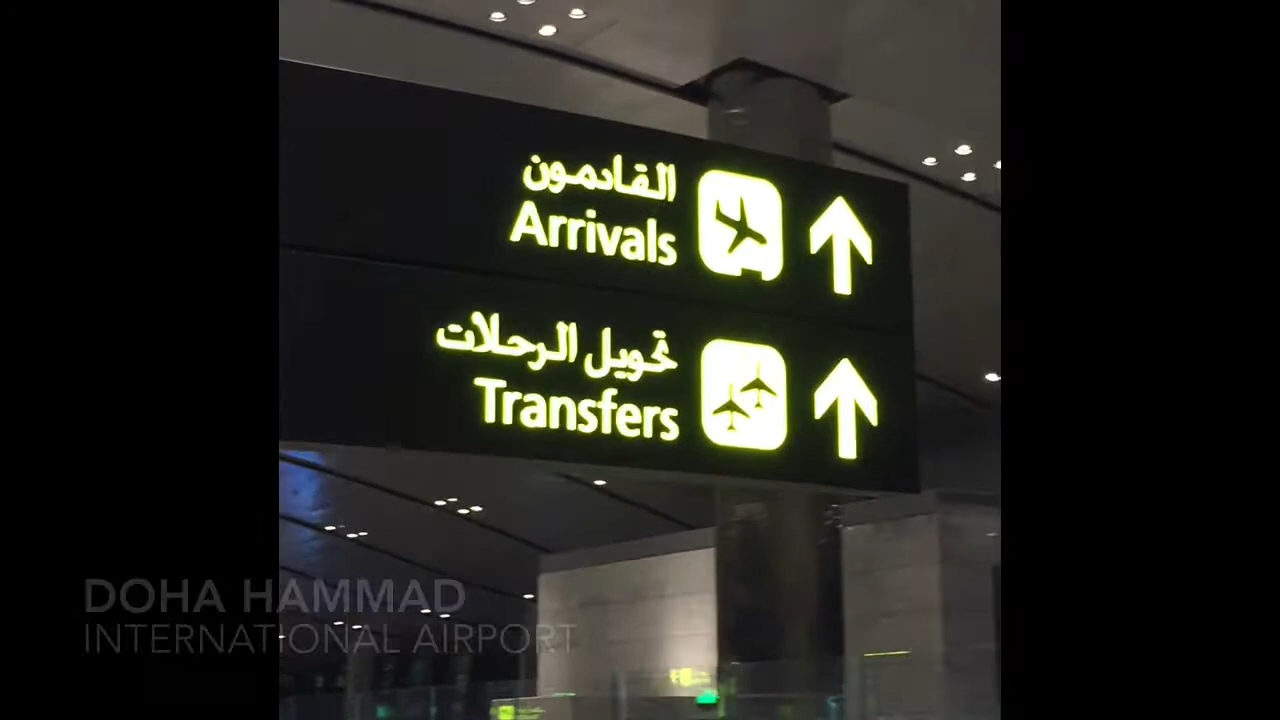 القادمون
Arrivals
تحويل الرحلات
Transfers
DOHA HAMMAD
INTERNATIONAL AIRPORT